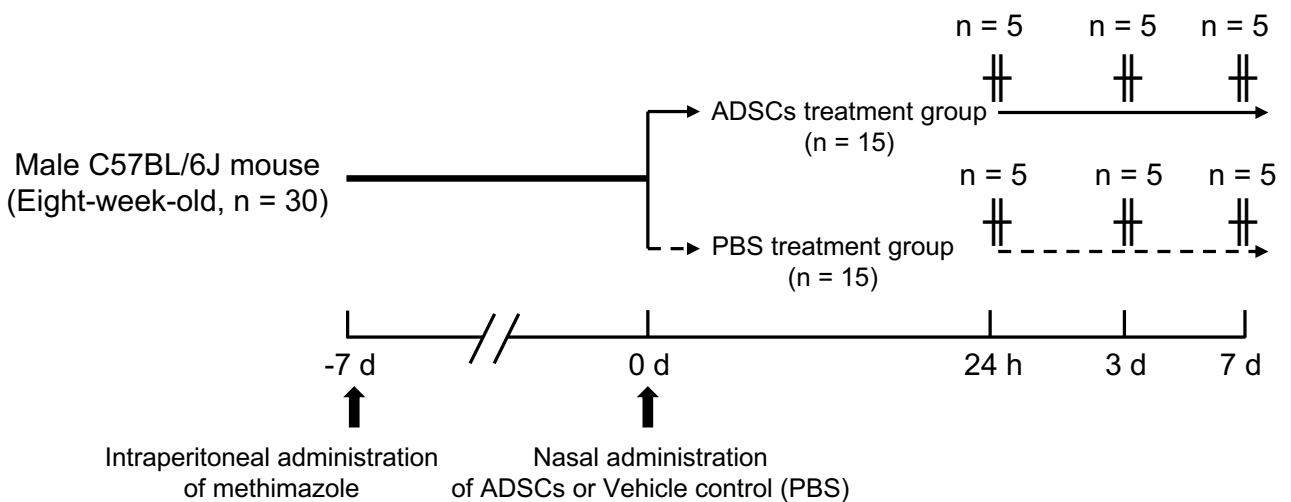 n = 5 n = 5 n = 5
ADSCs treatment group
(n = 15)
Male C57BL/6J mouse
(Eight-week-old, n = 30)
n = 5 n = 5 n = 5
PBS treatment group
(n = 15)
-7 d 0 d 24 h 3 d 7 d
Intraperitoneal administration
of methimazole
Nasal administration
of ADSCs or Vehicle control (PBS)